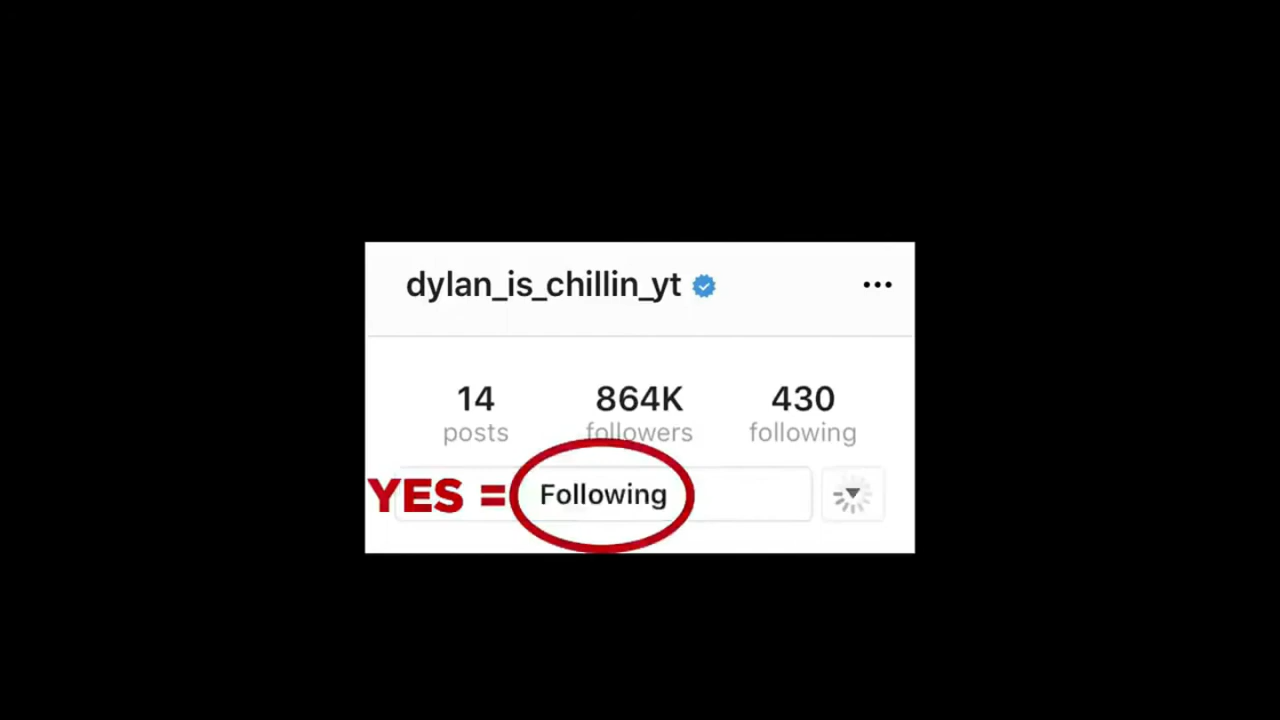 dylan_is_chillin_yt
14 864K 430
posts followers following
YES = Following